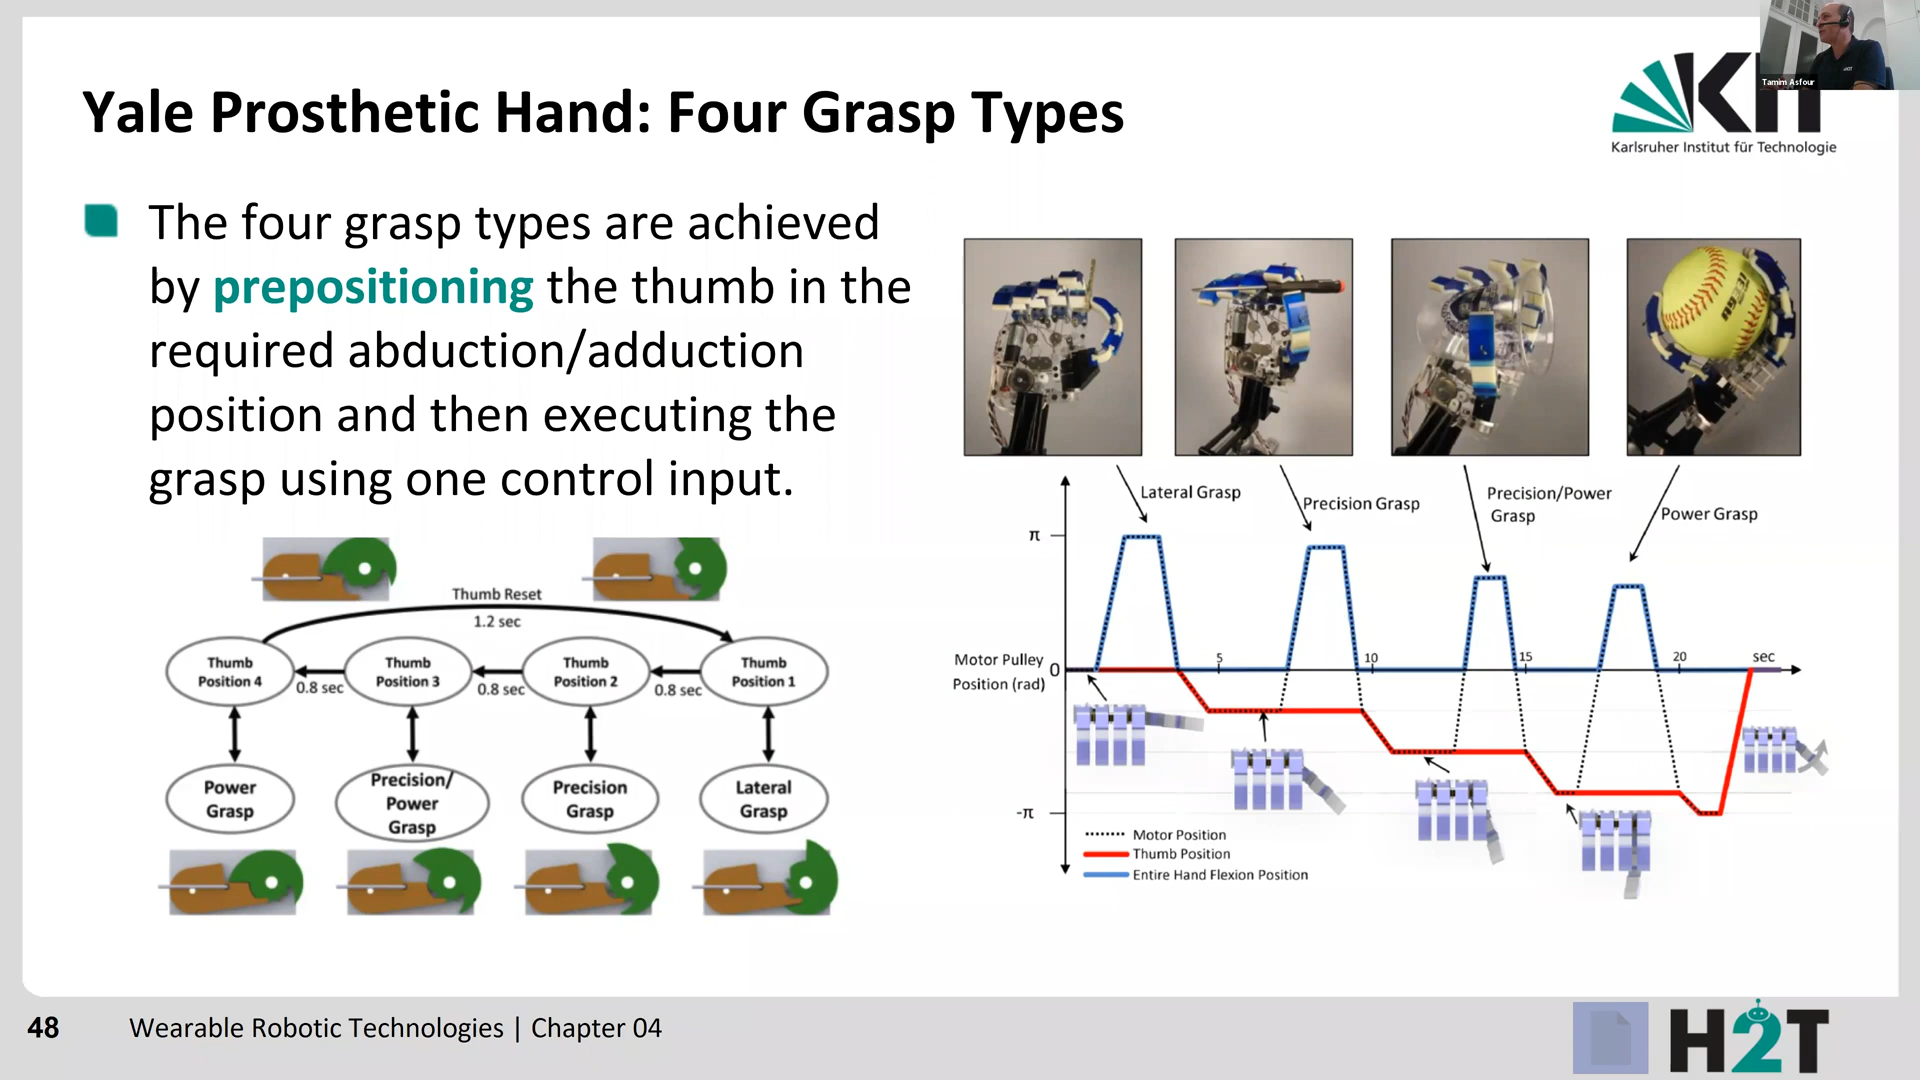 Yale Prosthetic Hand: Four Grasp Types
Tamim Asfour
KIT
Karlsruher Institut für Technologie
The four grasp types are achieved
by prepositioning the thumb in the
required abduction/adduction
position and then executing the
grasp using one control input.
Thumb Reset
1.2 sec
Thumb
Position 4
0.8 sec
Thumb
Position 3
0.8 sec
Thumb
Position 2
0.8 sec
Thumb
Position 1
Power
Grasp
Precision/
Power
Grasp
Precision
Grasp
Lateral
Grasp
Lateral Grasp
Precision Grasp
Precision/Power
Grasp
Power Grasp
π
Motor Pulley
Position (rad)
0
5
10
15
20
sec
-π
Motor Position
Thumb Position
Entire Hand Flexion Position
48
Wearable Robotic Technologies | Chapter 04
H2T